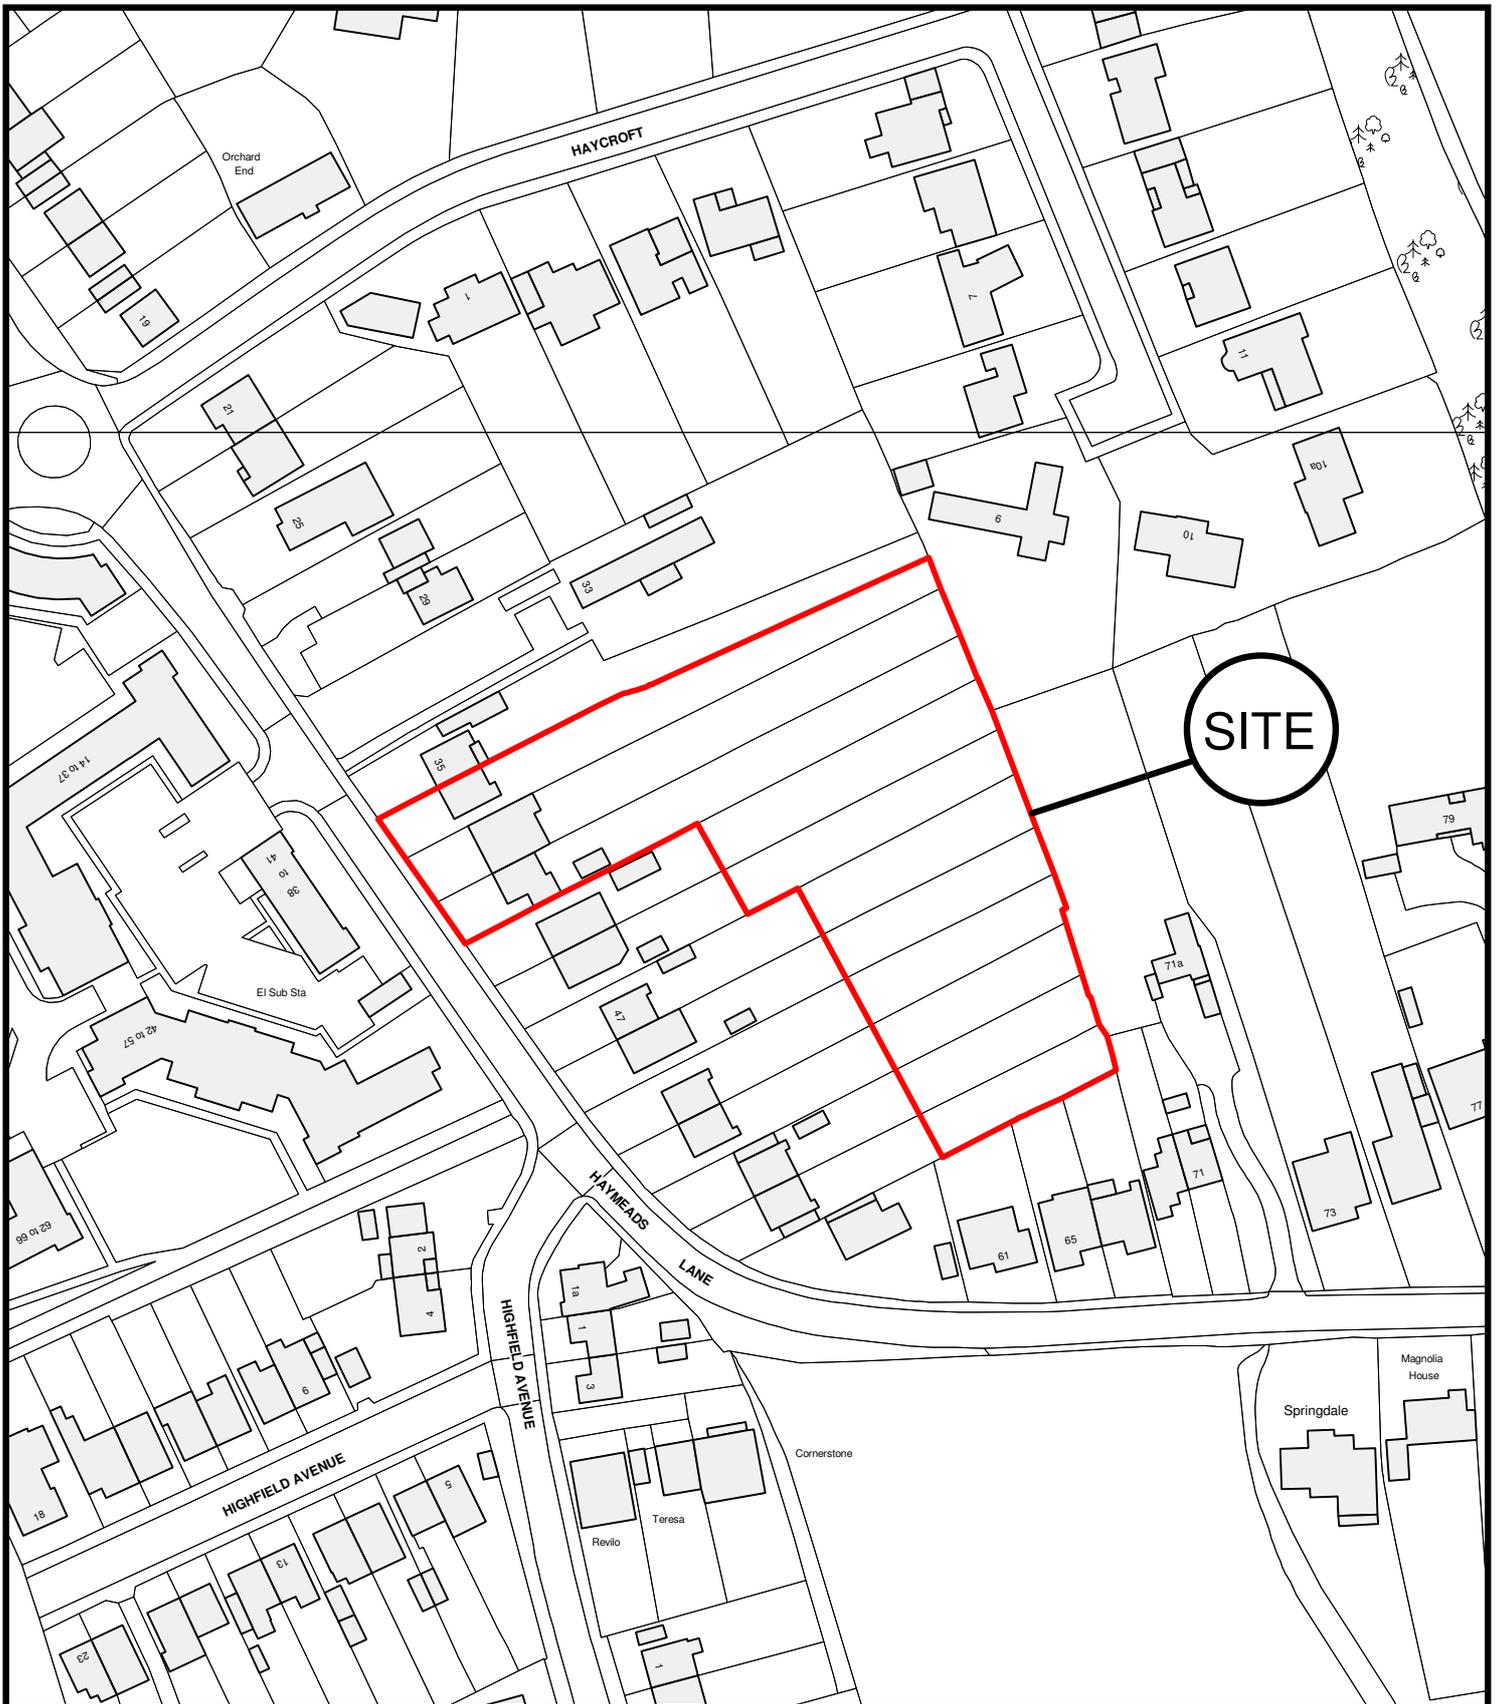 HAYCROFT
Orchard
End
19
1
7
11
21
25
9
10
10a
33
29
SITE
35
14 to 37
79
38
to
41
71a
El Sub Sta
47
42 to 57
77
71
73
HAYMEADS
LANE
62 to 66
61
65
2
4
1a
1
3
HIGHFIELD AVENUE
Magnolia
House
6
Springdale
Cornerstone
HIGHFIELD AVENUE
18
5
Teresa
Revilo
13
23
1